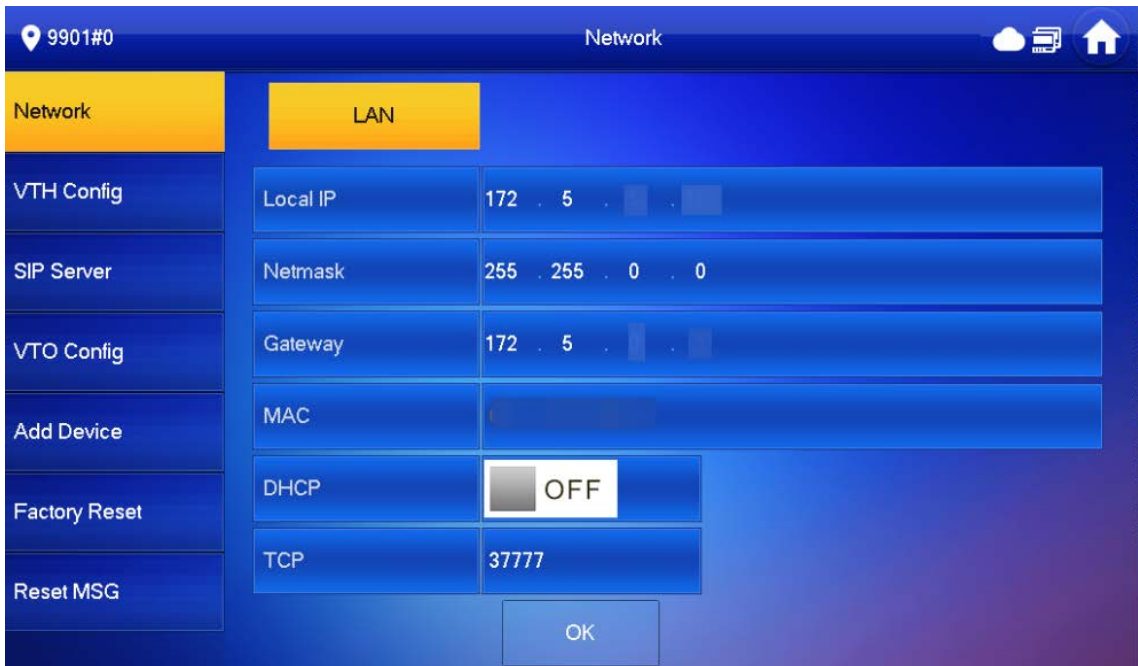 9901#0
Network
Network
VTH Config
SIP Server
VTO Config
Add Device
Factory Reset
Reset MSG
LAN
Local IP 172 . 5 . .
Netmask 255 . 255 . 0 . 0
Gateway 172 . 5 . .
MAC
DHCP OFF
TCP 37777
OK